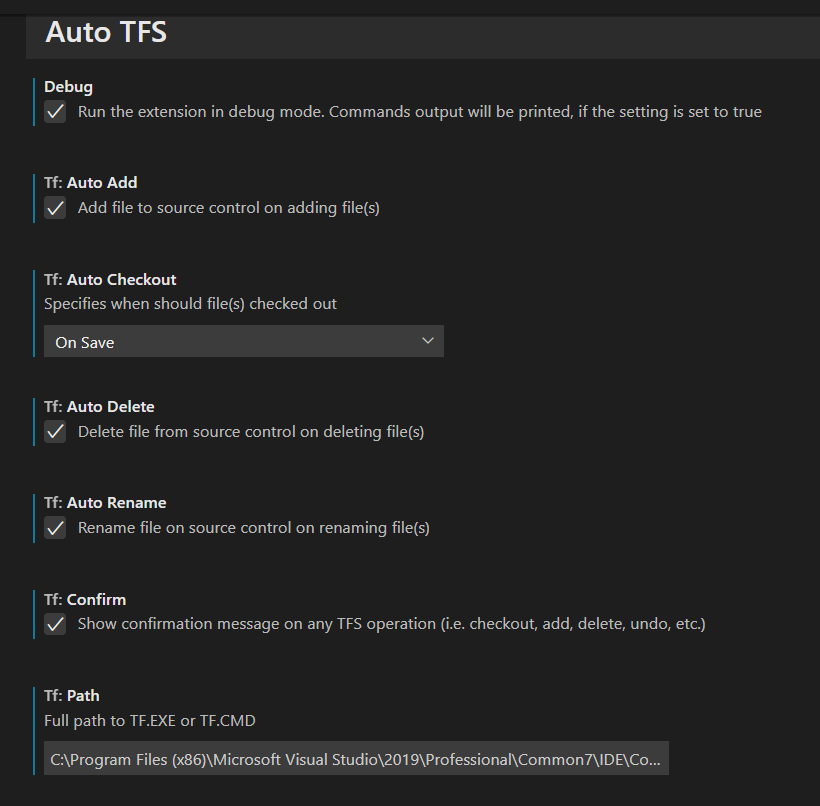 Auto TFS
Debug
Run the extension in debug mode. Commands output will be printed, if the setting is set to true
Tf: Auto Add
Add file to source control on adding file(s)
Tf: Auto Checkout
Specifies when should file(s) checked out
On Save
Tf: Auto Delete
Delete file from source control on deleting file(s)
Tf: Auto Rename
Rename file on source control on renaming file(s)
Tf: Confirm
Show confirmation message on any TFS operation (i.e. checkout, add, delete, undo, etc.)
Tf: Path
Full path to TF.EXE or TF.CMD
C:\Program Files (x86)\Microsoft Visual Studio\2019\Professional\Common7\IDE\Co...